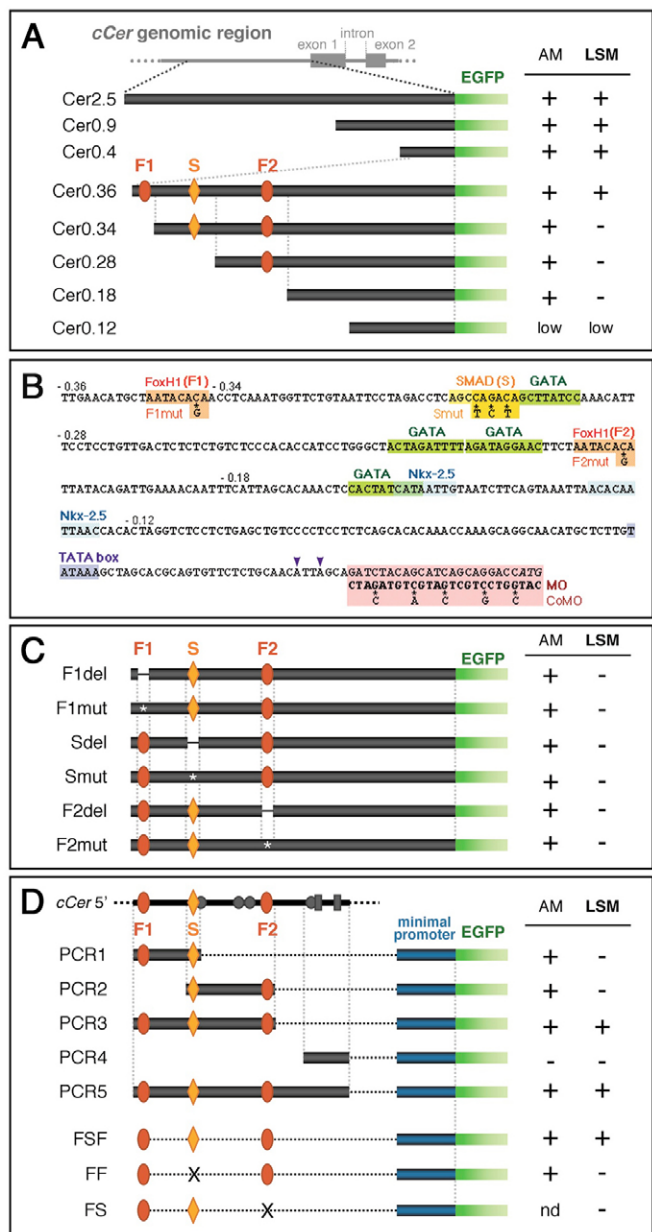 A
cCer genomic region
exon 1 intron exon 2
EGFP AM LSM
Cer2.5 + +
Cer0.9 + +
Cer0.4 + +
F1 S F2
Cer0.36 + +
Cer0.34 + -
Cer0.28 + -
Cer0.18 + -
Cer0.12 low low
B
- 0.36 FoxH1(F1) - 0.34 SMAD (S) GATA
TTGAACATGCTAATACACAACCTCAAATGGTTCTGTAATTCCTAGACCTCAGCCAGACAGCTTATCCAAACATT
F1mut G Smut T C T
- 0.28 GATA GATA FoxH1(F2)
TCCTCCTGTTGACTCTCTCTGTCTCCCACACCATCCTGGGCTACTAGATTTTAGATAGGAACTTCTAATACACA
F2mut G
- 0.18 GATA Nkx-2.5
TTATACAGATTGAAAACAATTTCATTAGCACAAACTCCACTATCATAATTGTAATCTTCAGTAAATTAACACAA
Nkx-2.5 - 0.12
TTAACCACACTAGGTCTCCTCTGAGCTGTCCCCTCCTCTCAGCACACAACCAAAGCAGGCAACATGCTCTTGT
TATA box
ATAAAGCTAGCACGCAGTGTTCTCTGCAACATTAGCAGATCTACAGCATCAGCAGGACCATG
CTAGATGTCGTAGTCGTCCTGGTAC MO
C A C G C CoMO
C
F1 S F2 EGFP AM LSM
F1del + -
F1mut * + -
Sdel + -
Smut * + -
F2del + -
F2mut * + -
D
cCer 5' AM LSM
F1 S F2 minimal promoter EGFP
PCR1 + -
PCR2 + -
PCR3 + +
PCR4 - -
PCR5 + +
FSF + +
FF X + -
FS X nd -